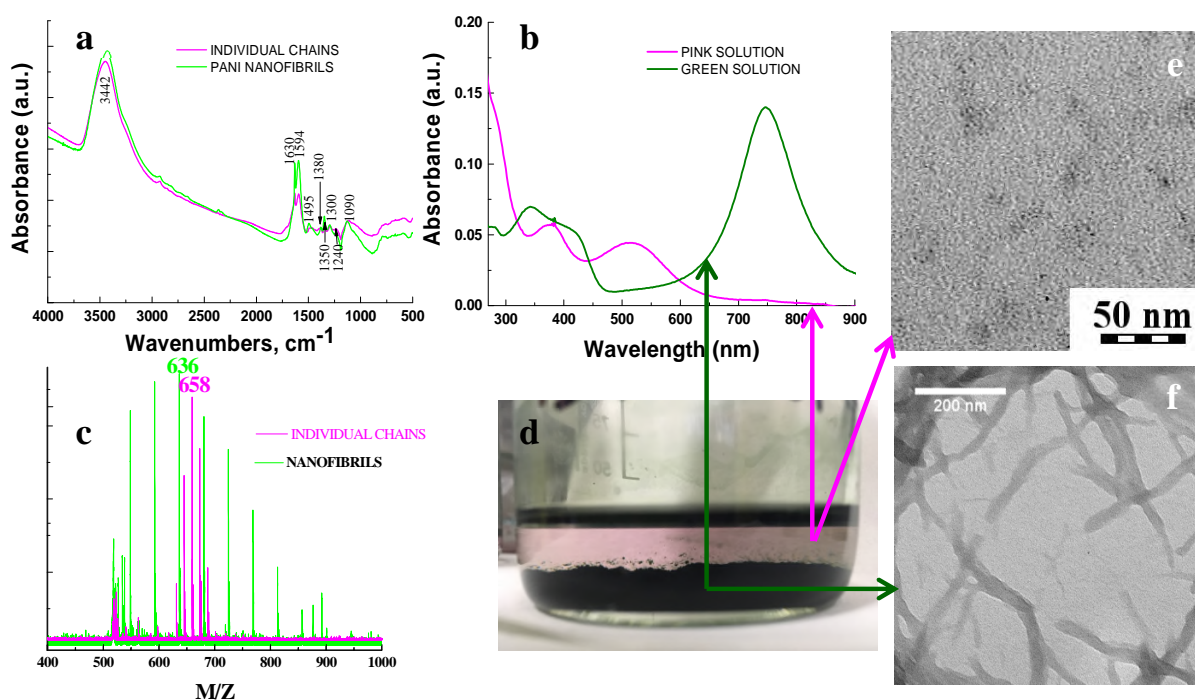 a
INDIVIDUAL CHAINS
PANI NANOFIBRILS
Absorbance (a.u.)
3442
1630
1594
1495
1380
1350
1300
1240
1090
4000 3500 3000 2500 2000 1500 1000 500
Wavenumbers, cm-1
b
PINK SOLUTION
GREEN SOLUTION
Absorbance (a.u.)
0.20
0.15
0.10
0.05
0.00
300 400 500 600 700 800 900
Wavelength (nm)
e
50 nm
636
658
c
INDIVIDUAL CHAINS
NANOFIBRILS
400 500 600 700 800 900 1000
M/Z
d
f
200 nm